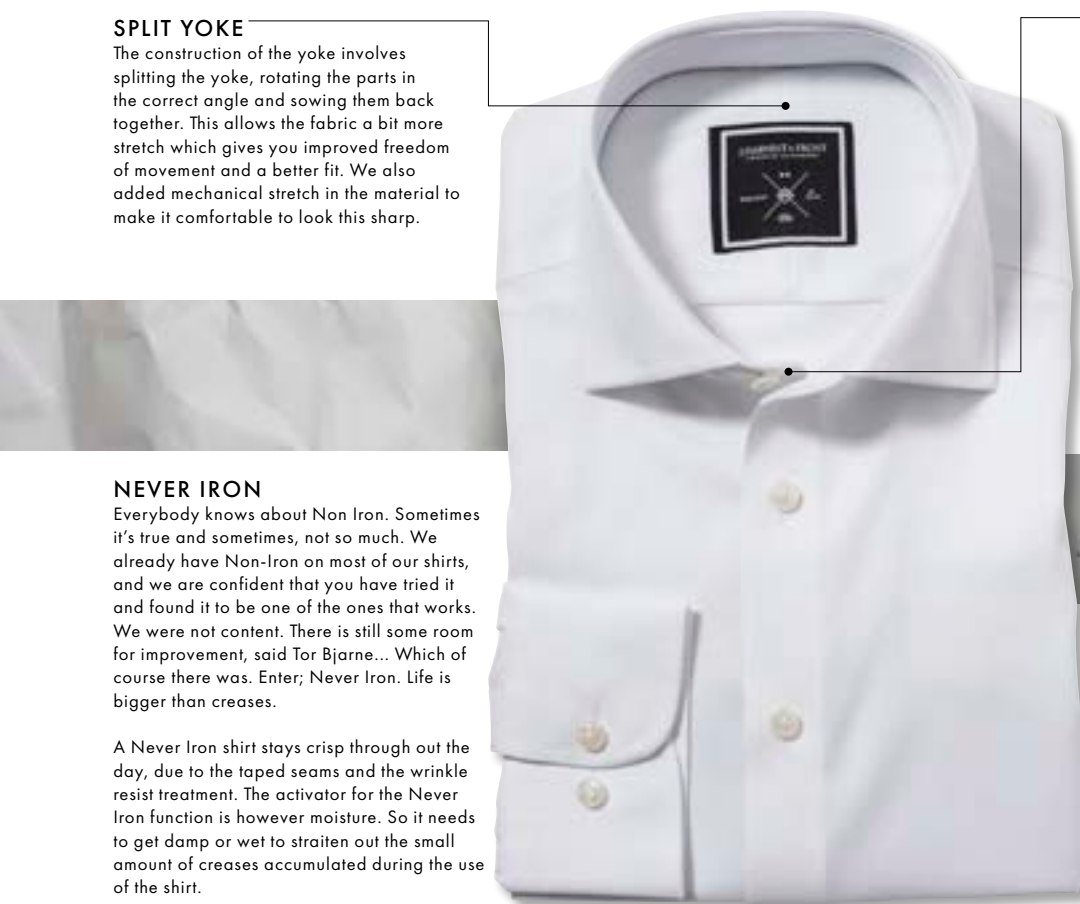 SPLIT YOKE
The construction of the yoke involves
splitting the yoke, rotating the parts in
the correct angle and sowing them back
together. This allows the fabric a bit more
stretch which gives you improved freedom
of movement and a better fit. We also
added mechanical stretch in the material to
make it comfortable to look this sharp.
NEVER IRON
Everybody knows about Non Iron. Sometimes
it’s true and sometimes, not so much. We
already have Non-Iron on most of our shirts,
and we are confident that you have tried it
and found it to be one of the ones that works.
We were not content. There is still some room
for improvement, said Tor Bjarne... Which of
course there was. Enter; Never Iron. Life is
bigger than creases.
A Never Iron shirt stays crisp through out the
day, due to the taped seams and the wrinkle
resist treatment. The activator for the Never
Iron function is however moisture. So it needs
to get damp or wet to straiten out the small
amount of creases accumulated during the use
of the shirt.